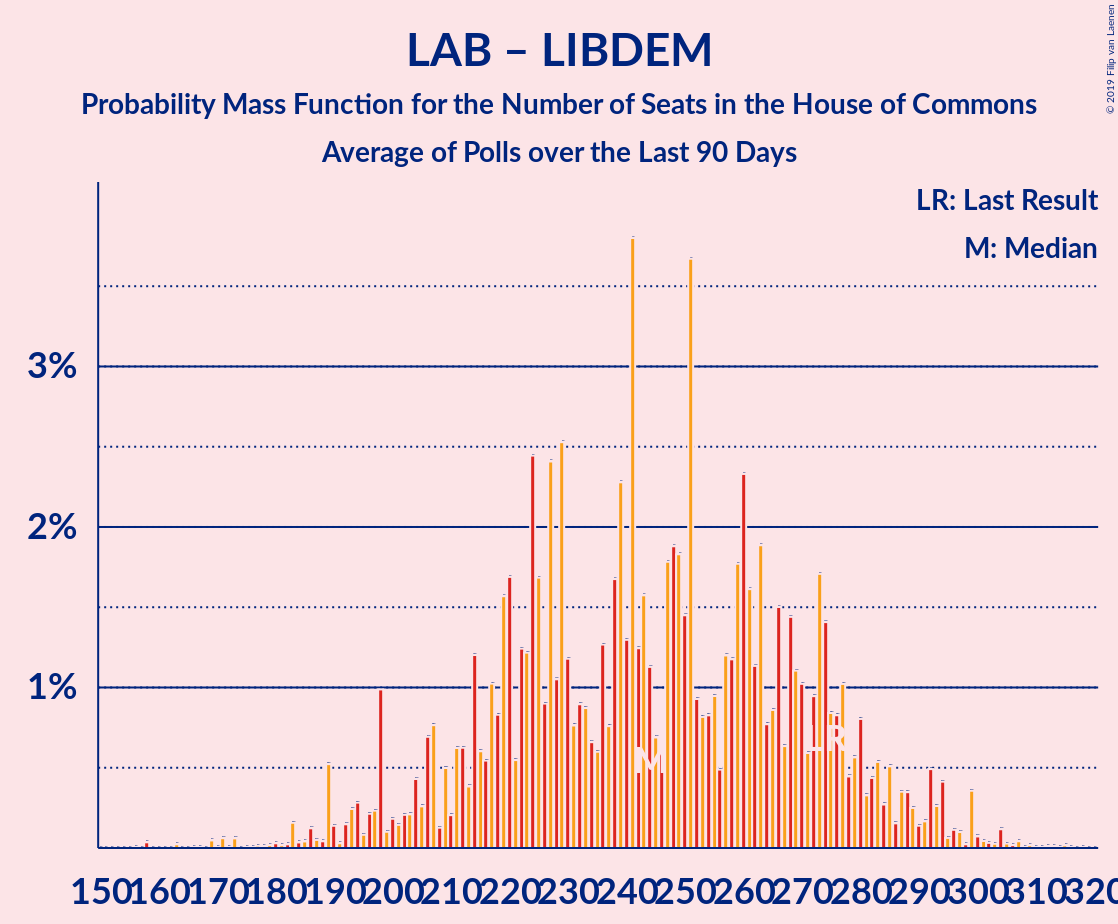 LAB – LIBDEM
Probability Mass Function for the Number of Seats in the House of Commons
Average of Polls over the Last 90 Days
© 2019 Filip van Laenen
LR: Last Result
M: Median
3%
2%
1%
M
LR
150 160 170 180 190 200 210 220 230 240 250 260 270 280 290 300 310 320